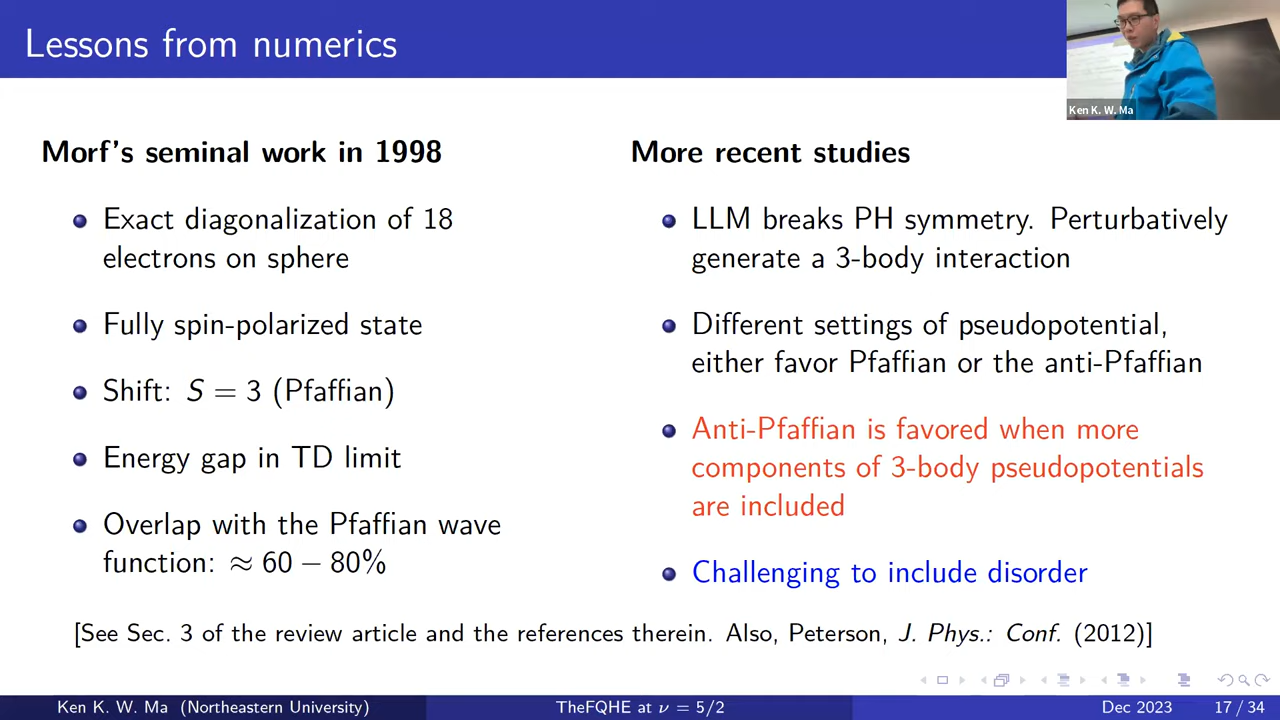 Lessons from numerics
Ken K. W. Ma
Morf's seminal work in 1998
Exact diagonalization of 18
electrons on sphere
Fully spin-polarized state
Shift: S = 3 (Pfaffian)
Energy gap in TD limit
Overlap with the Pfaffian wave
function: ≈ 60 − 80%
More recent studies
LLM breaks PH symmetry. Perturbatively
generate a 3-body interaction
Different settings of pseudopotential,
either favor Pfaffian or the anti-Pfaffian
Anti-Pfaffian is favored when more
components of 3-body pseudopotentials
are included
Challenging to include disorder
[See Sec. 3 of the review article and the references therein. Also, Peterson, J. Phys.: Conf. (2012)]
Ken K. W. Ma (Northeastern University)
TheFQHE at ν = 5/2
Dec 2023
17 / 34